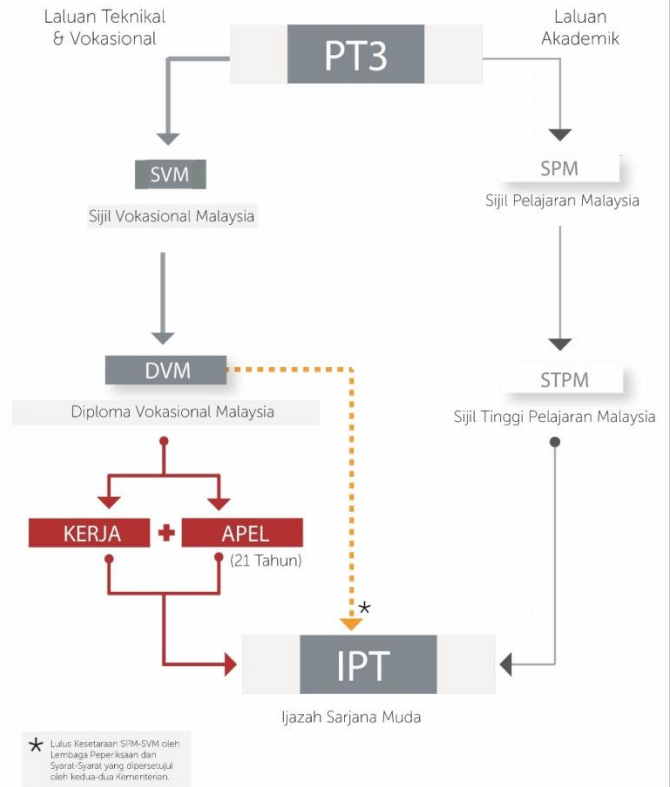 Laluan Teknikal
& Vokasional
PT3
Laluan
Akademik
SVM
Sijil Vokasional Malaysia
SPM
Sijil Pelajaran Malaysia
DVM
Diploma Vokasional Malaysia
STPM
Sijil Tinggi Pelajaran Malaysia
KERJA + APEL
(21 Tahun)
*
IPT
Ijazah Sarjana Muda
* Lulus Kesetaraan SPM-SVM oleh
Lembaga Peperiksaan dan
Syarat-Syarat yang dipersetujui
oleh kedua-dua Kementerian.